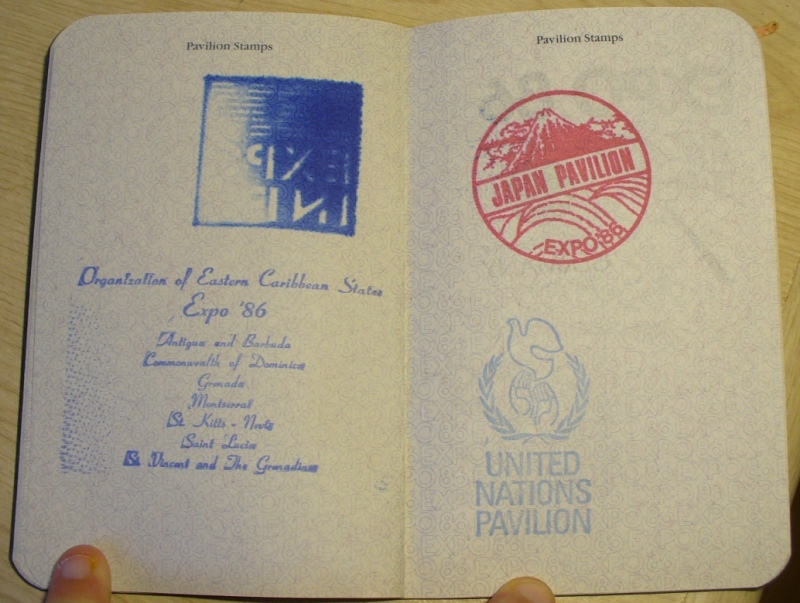 Pavilion Stamps
Organization of Eastern Caribbean States
Expo '86
Antigua and Barbuda
Commonwealth of Dominica
Grenada
Montserrat
St. Kitts - Nevis
Saint Lucia
St. Vincent and The Grenadines
Pavilion Stamps
JAPAN PAVILION
EXPO '86
UNITED
NATIONS
PAVILION